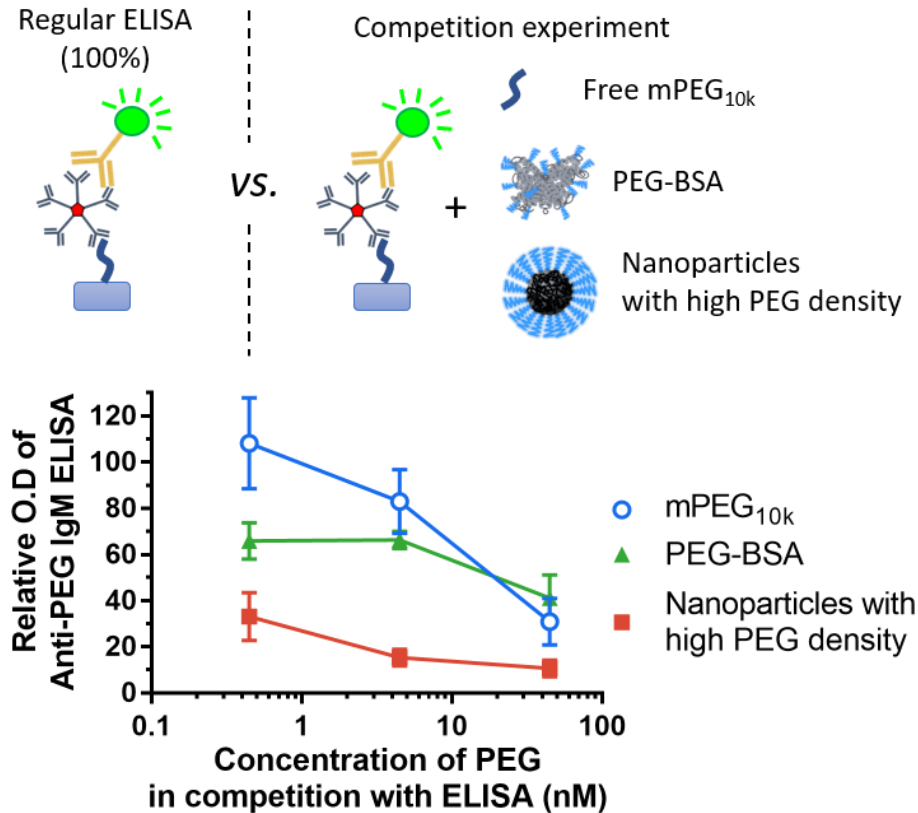 Regular ELISA
(100%)
vs.
Competition experiment
+
Free mPEG₁₀ₖ
PEG-BSA
Nanoparticles
with high PEG density
Relative O.D of
Anti-PEG IgM ELISA
120
100
80
60
40
20
0
0.1
1
10
100
Concentration of PEG
in competition with ELISA (nM)
mPEG₁₀ₖ
PEG-BSA
Nanoparticles with
high PEG density